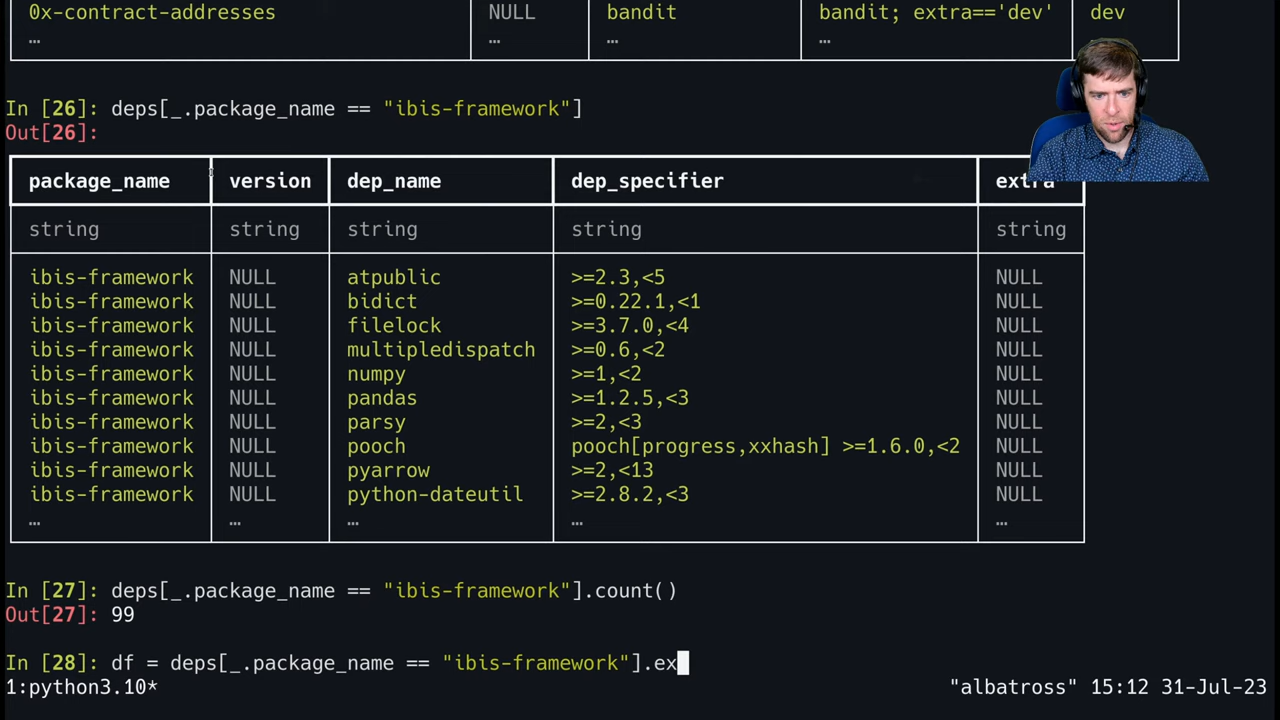 0x-contract-addresses NULL bandit bandit; extra=='dev' dev
… … … …
In [26]: deps[_.package_name == "ibis-framework"]
Out[26]:
package_name version dep_name dep_specifier extra
string string string string string
ibis-framework NULL atpublic >=2.3,<5 NULL
ibis-framework NULL bidict >=0.22.1,<1 NULL
ibis-framework NULL filelock >=3.7.0,<4 NULL
ibis-framework NULL multipledispatch >=0.6,<2 NULL
ibis-framework NULL numpy >=1,<2 NULL
ibis-framework NULL pandas >=1.2.5,<3 NULL
ibis-framework NULL parsy >=2,<3 NULL
ibis-framework NULL pooch pooch[progress,xxhash] >=1.6.0,<2 NULL
ibis-framework NULL pyarrow >=2,<13 NULL
ibis-framework NULL python-dateutil >=2.8.2,<3 NULL
… … … … …
In [27]: deps[_.package_name == "ibis-framework"].count()
Out[27]: 99
In [28]: df = deps[_.package_name == "ibis-framework"].ex
1:python3.10* "albatross" 15:12 31-Jul-23